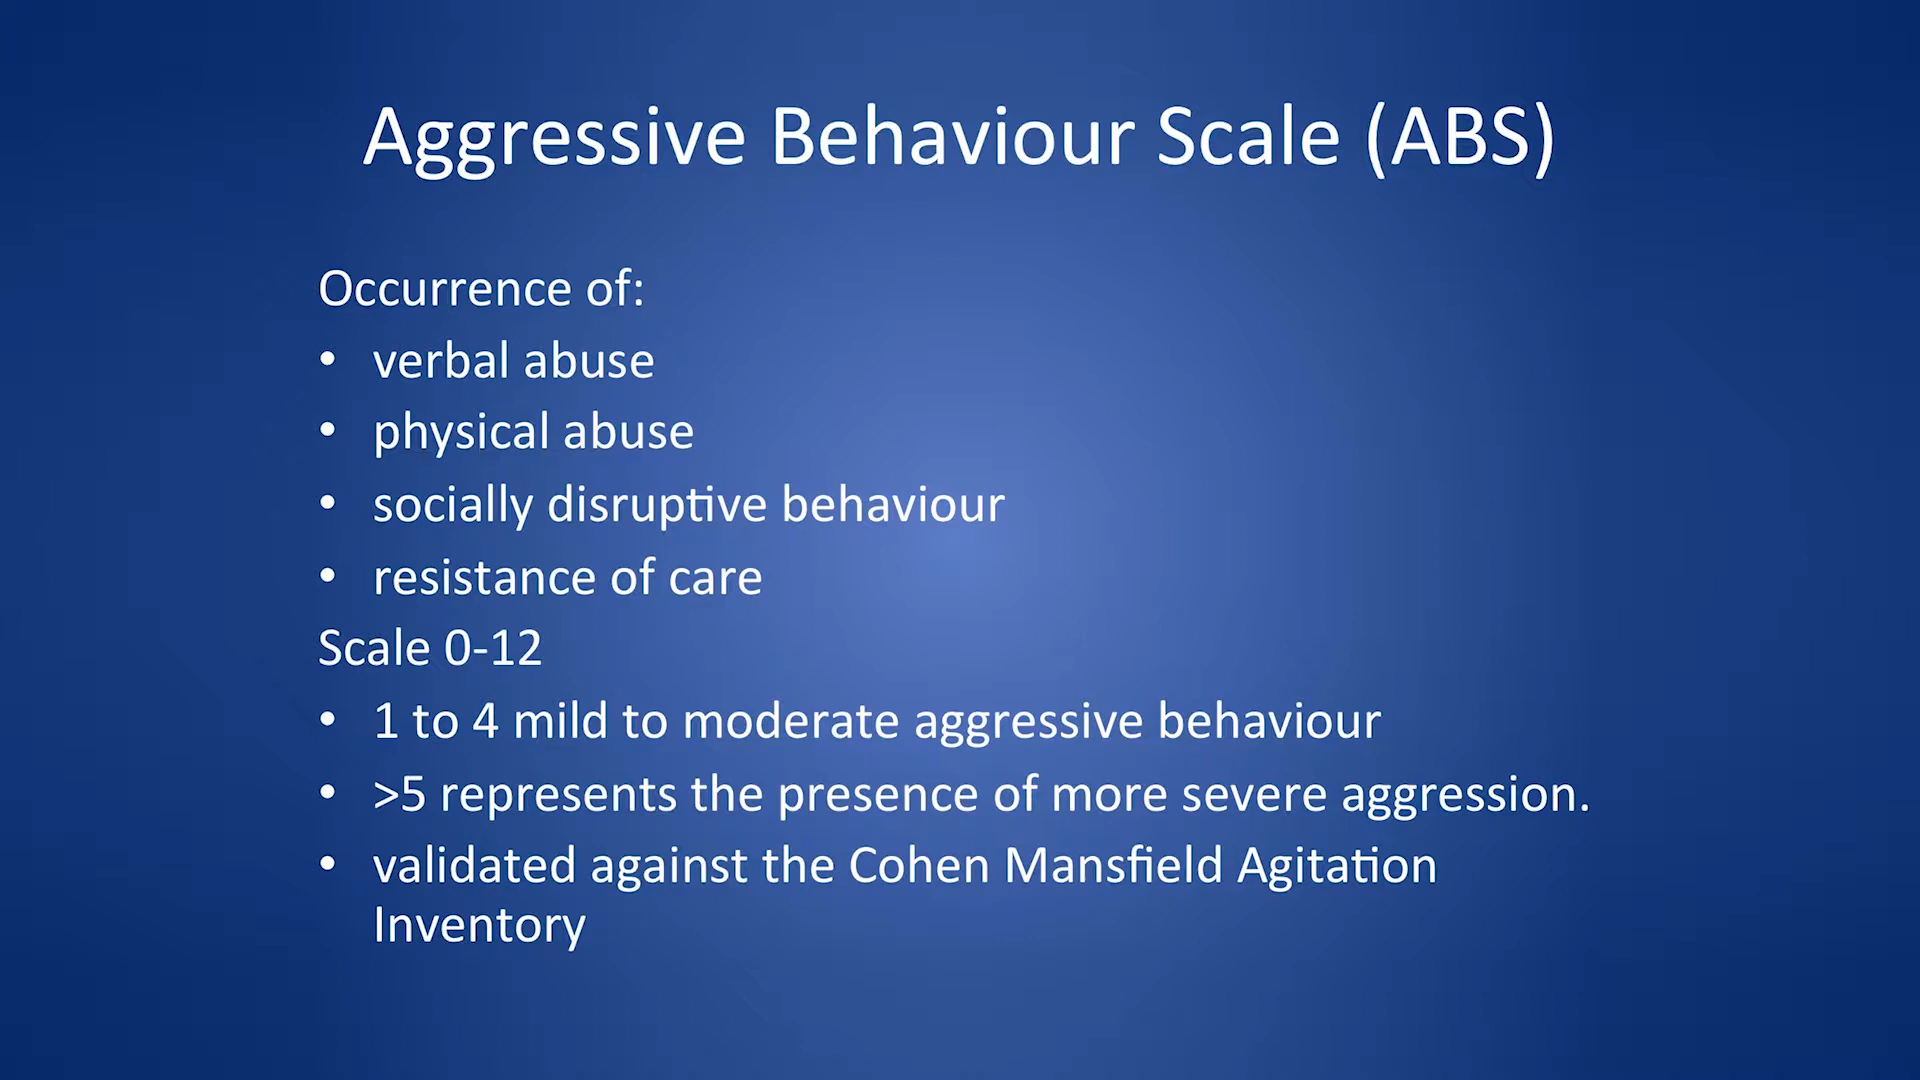 Aggressive Behaviour Scale (ABS)
Occurrence of:
• verbal abuse
• physical abuse
• socially disruptive behaviour
• resistance of care
Scale 0-12
• 1 to 4 mild to moderate aggressive behaviour
• >5 represents the presence of more severe aggression.
• validated against the Cohen Mansfield Agitation
Inventory